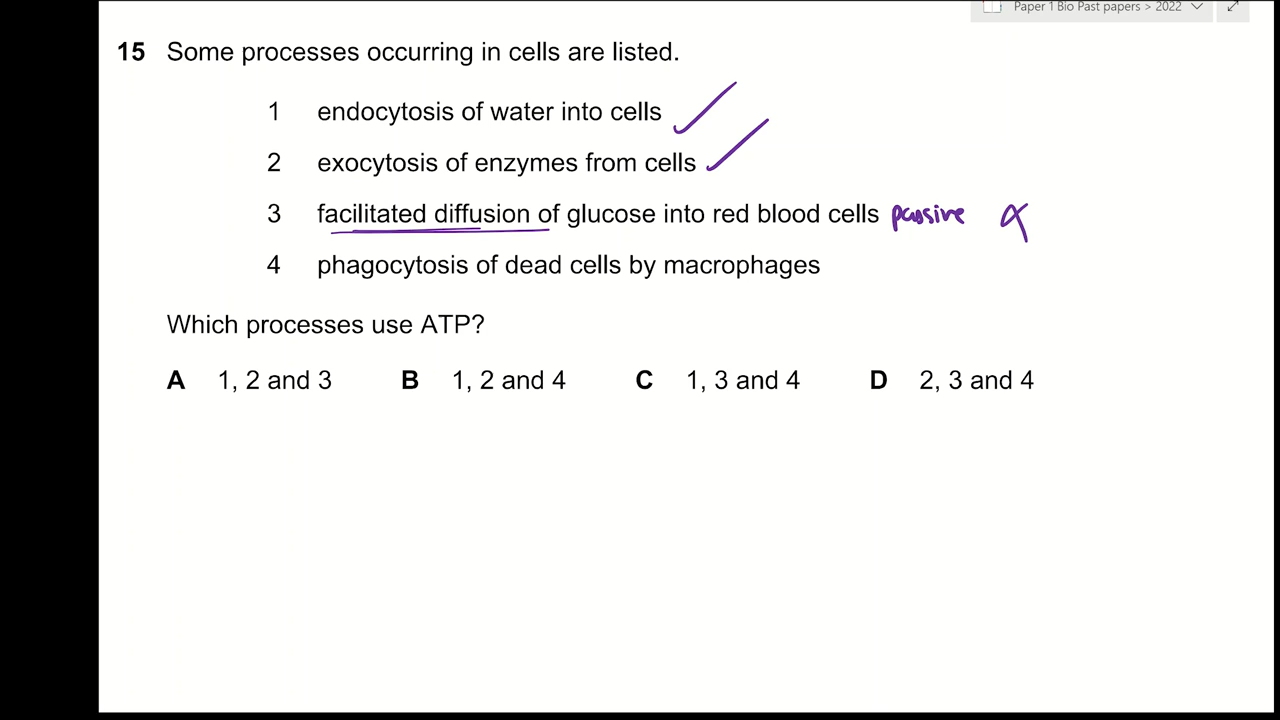 Paper 1 Bio Past papers > 2022
15 Some processes occurring in cells are listed.
1 endocytosis of water into cells
2 exocytosis of enzymes from cells
3 facilitated diffusion of glucose into red blood cells passive
4 phagocytosis of dead cells by macrophages
Which processes use ATP?
A 1, 2 and 3 B 1, 2 and 4 C 1, 3 and 4 D 2, 3 and 4